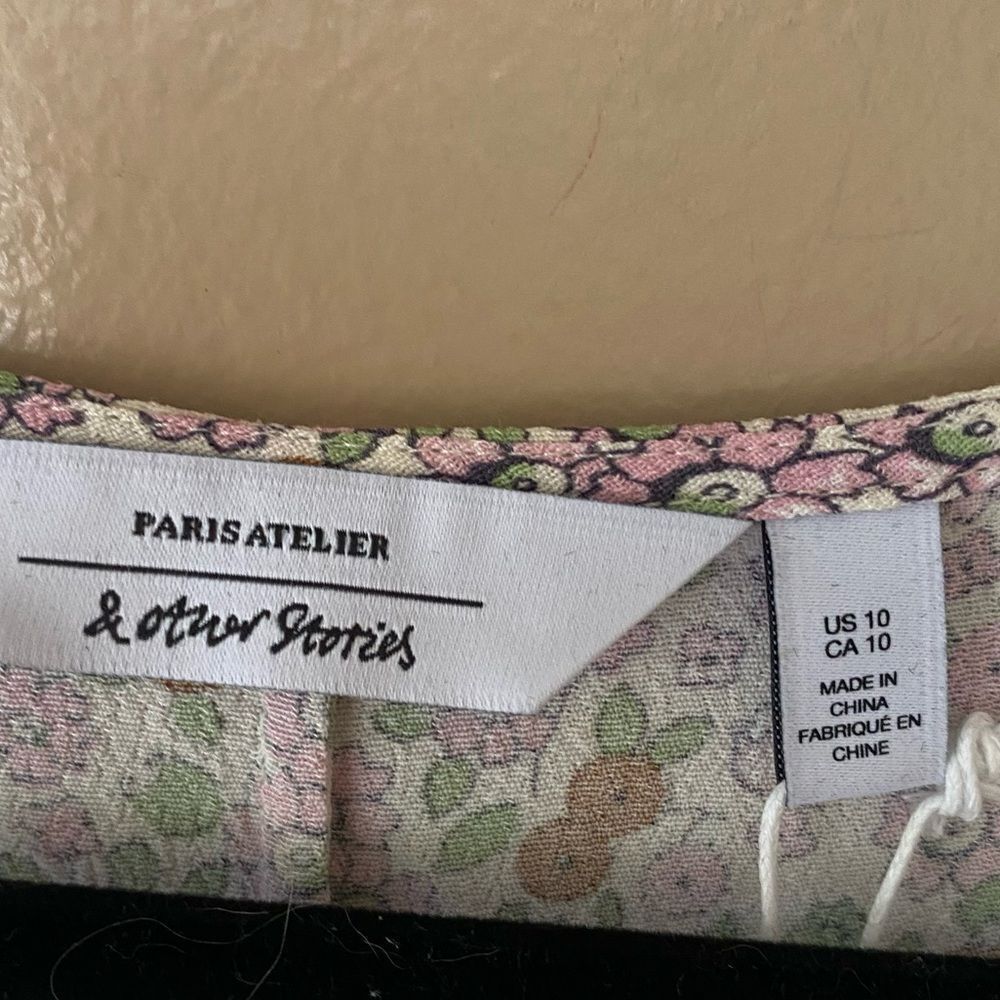 PARIS ATELIER
& other Stories
US 10
CA 10
MADE IN
CHINA
FABRIQUÉ EN
CHINE